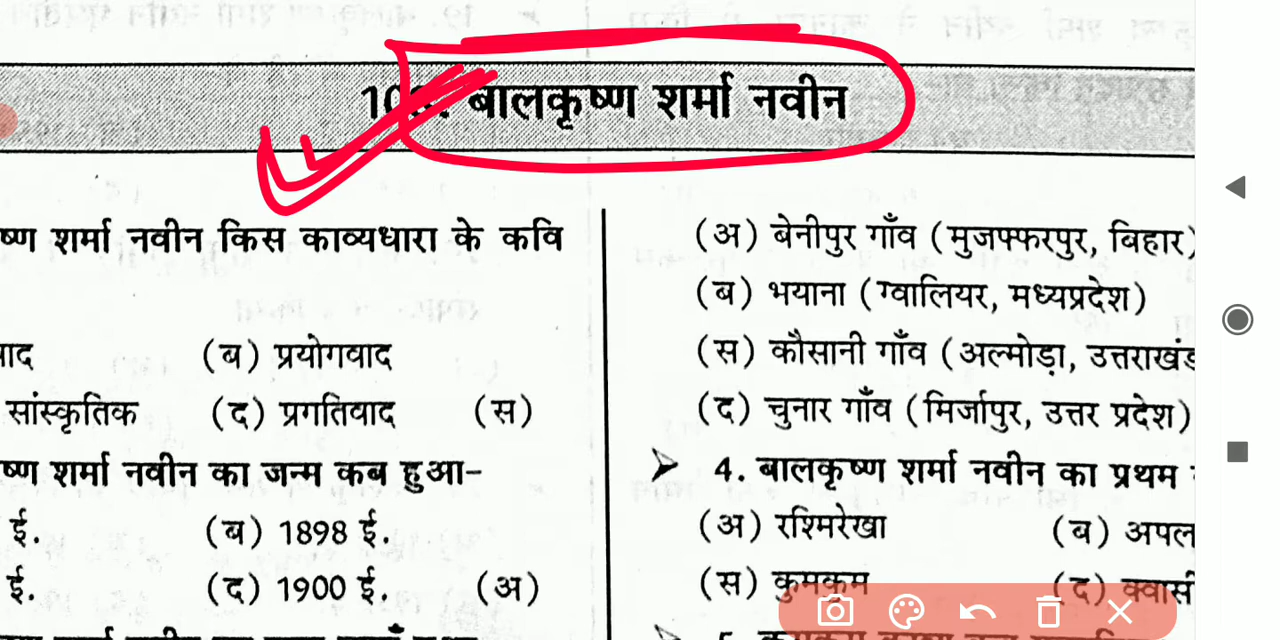 बालकृष्ण शर्मा नवीन
ष्ण शर्मा नवीन किस काव्यधारा के कवि
ाद (ब) प्रयोगवाद
सांस्कृतिक (द) प्रगतिवाद (स)
ष्ण शर्मा नवीन का जन्म कब हुआ-
ई. (ब) 1898 ई.
ई. (द) 1900 ई. (अ)
(अ) बेनीपुर गाँव (मुजफ्फरपुर, बिहार)
(ब) भयाना (ग्वालियर, मध्यप्रदेश)
(स) कौसानी गाँव (अल्मोड़ा, उत्तराखंड
(द) चुनार गाँव (मिर्जापुर, उत्तर प्रदेश)
4. बालकृष्ण शर्मा नवीन का प्रथम
(अ) रश्मिरेखा (ब) अपल
(स) कुमकुम (द) क्वासि